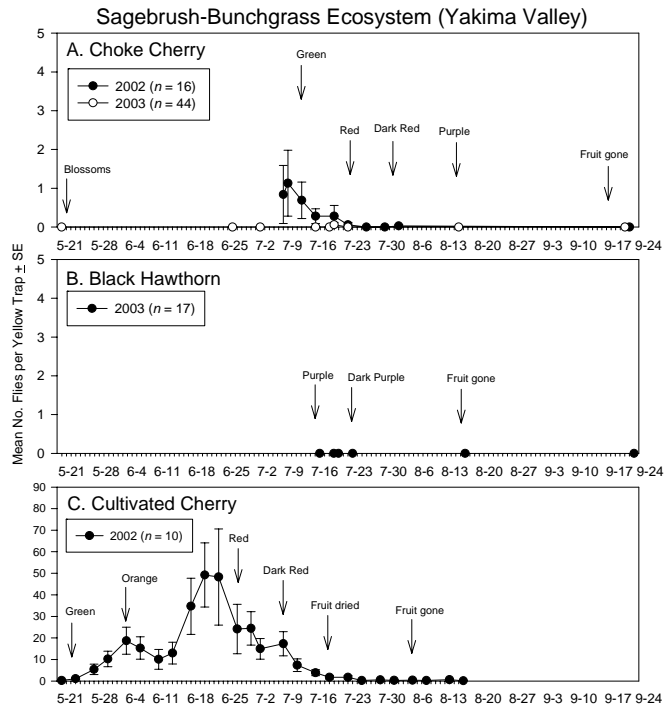 Sagebrush-Bunchgrass Ecosystem (Yakima Valley)
Mean No. Flies per Yellow Trap ± SE
A. Choke Cherry
2002 (n = 16)
2003 (n = 44)
Green
Red
Dark Red
Purple
Fruit gone
Blossoms
5
4
3
2
1
0
5-21 5-28 6-4 6-11 6-18 6-25 7-2 7-9 7-16 7-23 7-30 8-6 8-13 8-20 8-27 9-3 9-10 9-17 9-24
B. Black Hawthorn
2003 (n = 17)
Purple
Dark Purple
Fruit gone
5
4
3
2
1
0
5-21 5-28 6-4 6-11 6-18 6-25 7-2 7-9 7-16 7-23 7-30 8-6 8-13 8-20 8-27 9-3 9-10 9-17 9-24
C. Cultivated Cherry
2002 (n = 10)
Green
Orange
Red
Dark Red
Fruit dried
Fruit gone
90
80
70
60
50
40
30
20
10
0
5-21 5-28 6-4 6-11 6-18 6-25 7-2 7-9 7-16 7-23 7-30 8-6 8-13 8-20 8-27 9-3 9-10 9-17 9-24